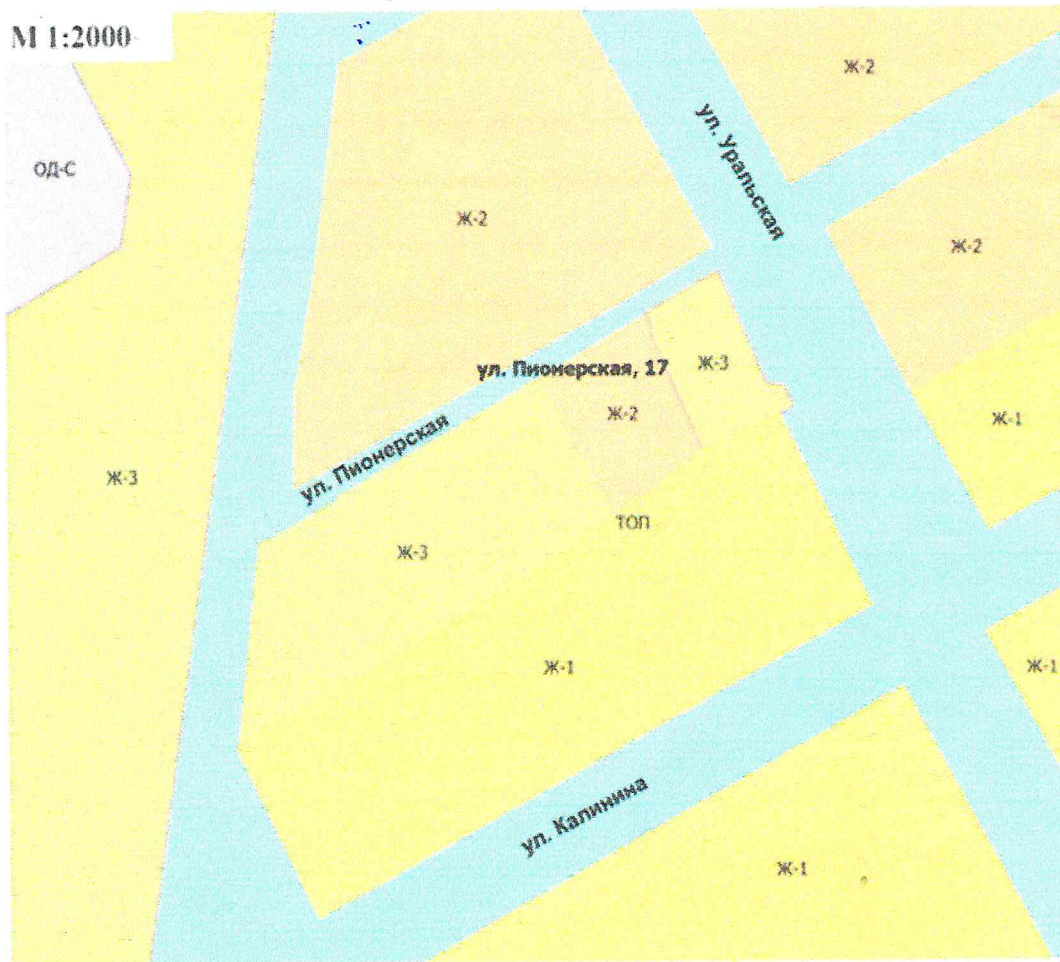 М 1:2000
Ж-2
ОД-С
ул. Уральская
Ж-2
Ж-2
ул. Пионерская, 17
Ж-3
Ж-2
Ж-1
ул. Пионерская
Ж-3
ТОП
Ж-3
Ж-1
Ж-1
ул. Калинина
Ж-1